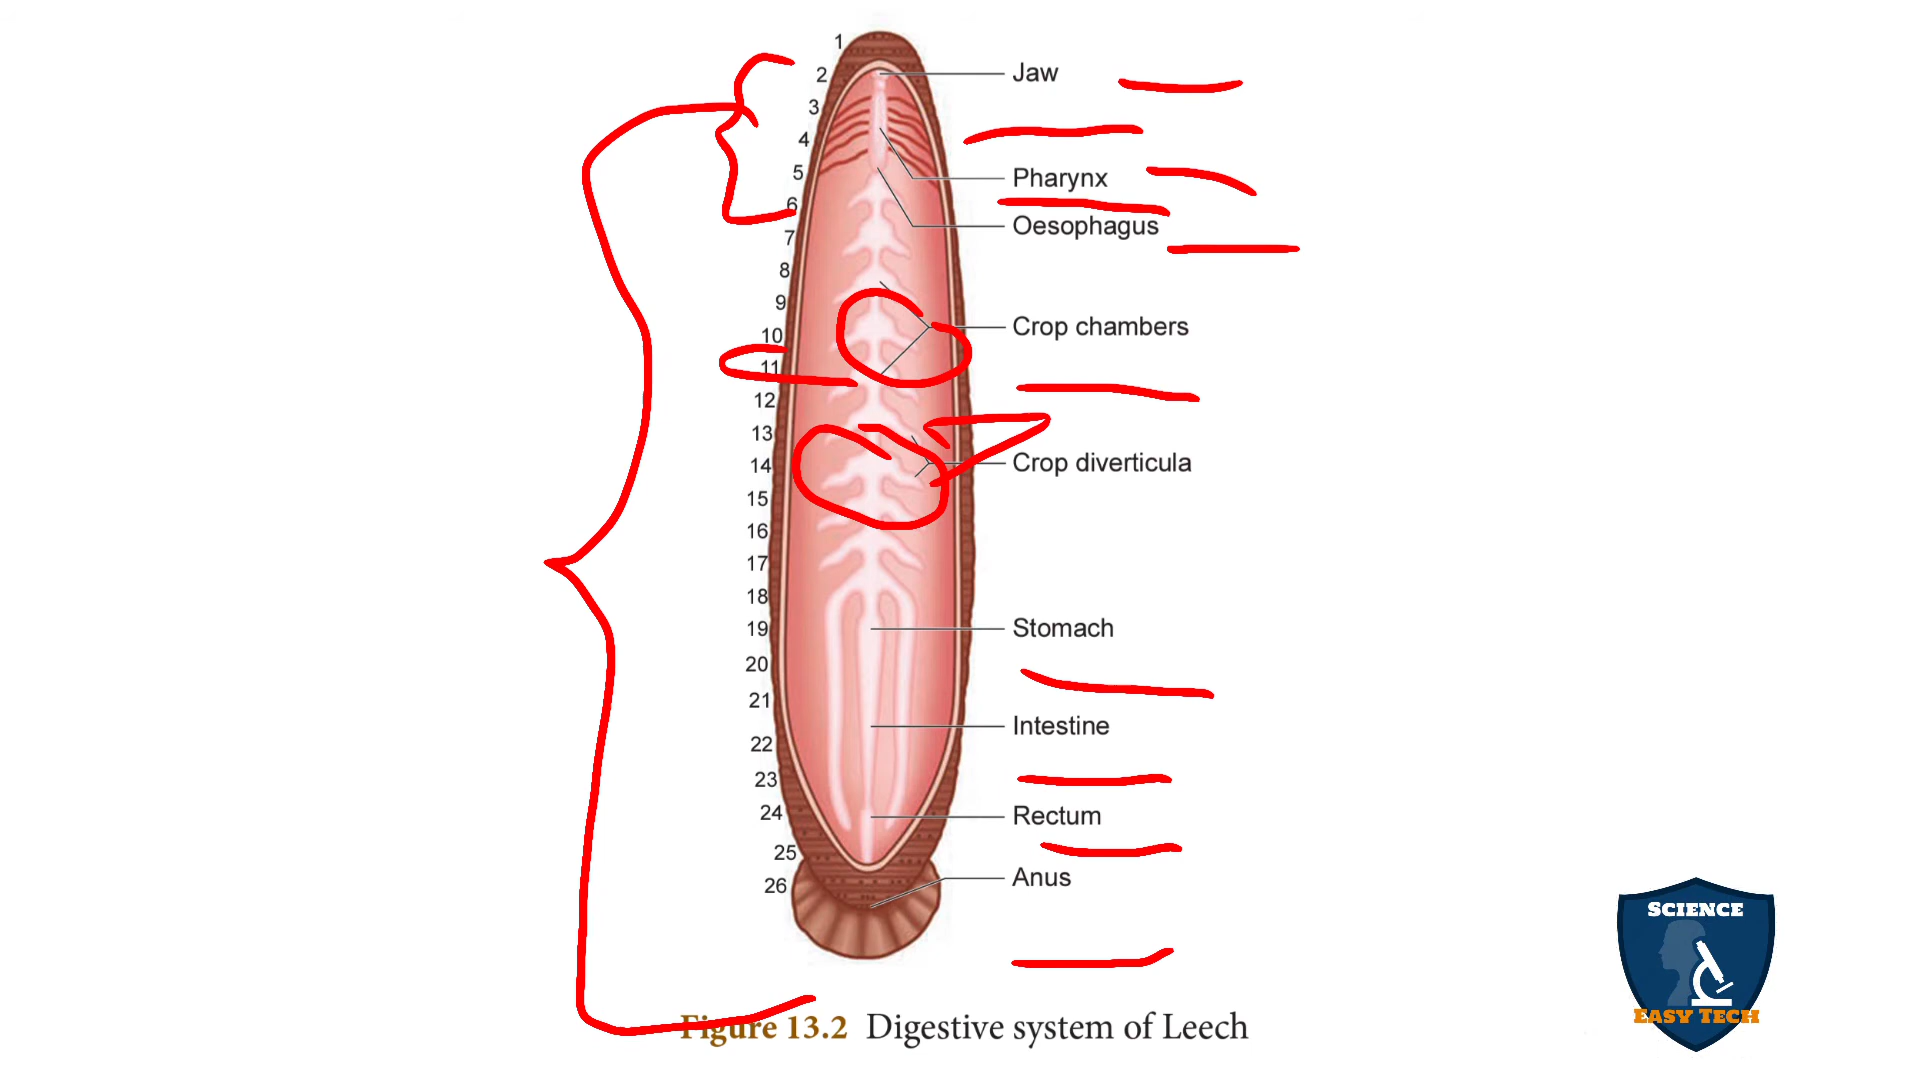 1
2
3
4
5
6
7
8
9
10
11
12
13
14
15
16
17
18
19
20
21
22
23
24
25
26
Jaw
Pharynx
Oesophagus
Crop chambers
Crop diverticula
Stomach
Intestine
Rectum
Anus
Figure 13.2 Digestive system of Leech
SCIENCE
EASY TECH